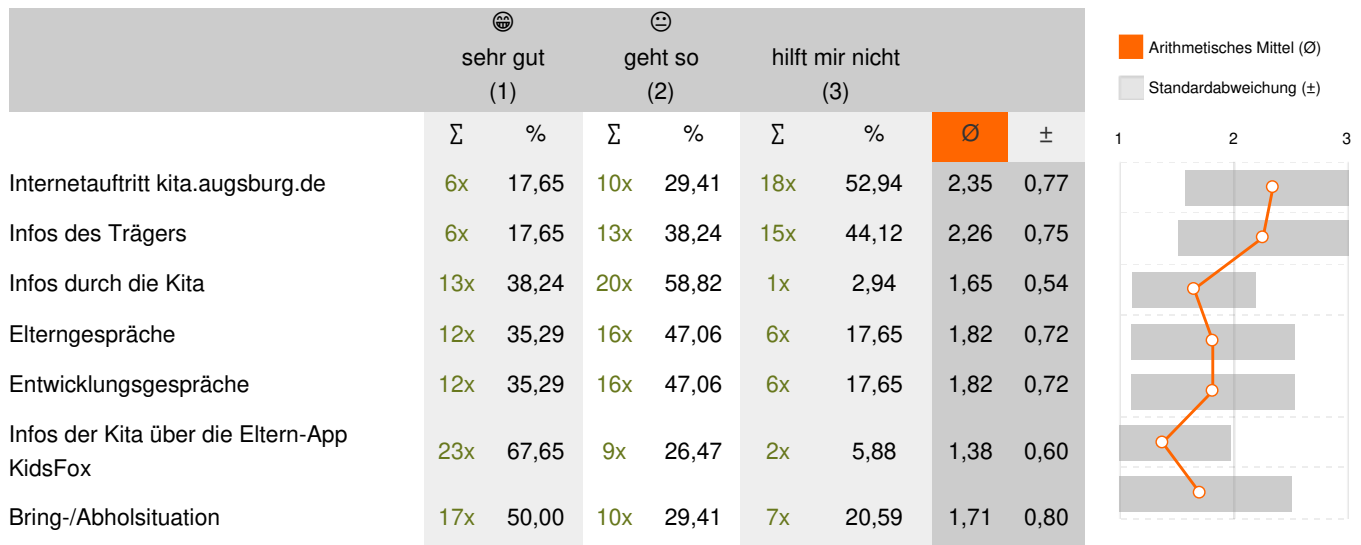 😁 😐
sehr gut geht so hilft mir nicht
(1) (2) (3)
Arithmetisches Mittel (Ø)
Standardabweichung (±)
Σ % Σ % Σ % Ø ± 1 2 3
Internetauftritt kita.augsburg.de 6x 17,65 10x 29,41 18x 52,94 2,35 0,77
Infos des Trägers 6x 17,65 13x 38,24 15x 44,12 2,26 0,75
Infos durch die Kita 13x 38,24 20x 58,82 1x 2,94 1,65 0,54
Elterngespräche 12x 35,29 16x 47,06 6x 17,65 1,82 0,72
Entwicklungsgespräche 12x 35,29 16x 47,06 6x 17,65 1,82 0,72
Infos der Kita über die Eltern-App
KidsFox 23x 67,65 9x 26,47 2x 5,88 1,38 0,60
Bring-/Abholsituation 17x 50,00 10x 29,41 7x 20,59 1,71 0,80